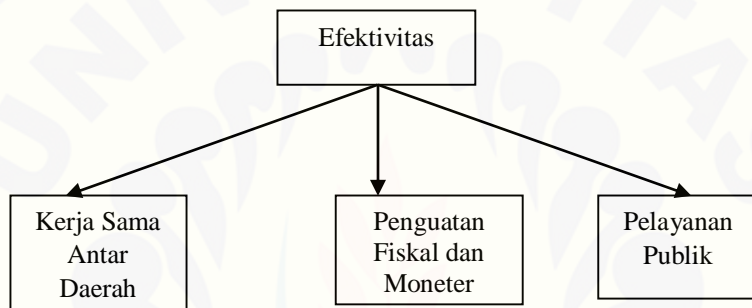 Efektivitas
Kerja Sama
Antar
Daerah
Penguatan
Fiskal dan
Moneter
Pelayanan
Publik